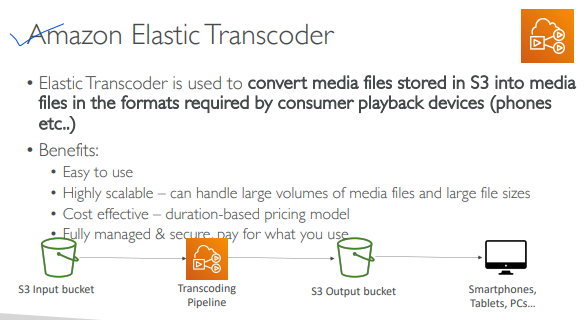 Amazon Elastic Transcoder
• Elastic Transcoder is used to convert media files stored in S3 into media
files in the formats required by consumer playback devices (phones
etc..)
• Benefits:
• Easy to use
• Highly scalable – can handle large volumes of media files and large file sizes
• Cost effective – duration-based pricing model
• Fully managed & secure, pay for what you use
S3 Input bucket
Transcoding
Pipeline
S3 Output bucket
Smartphones,
Tablets, PCs...